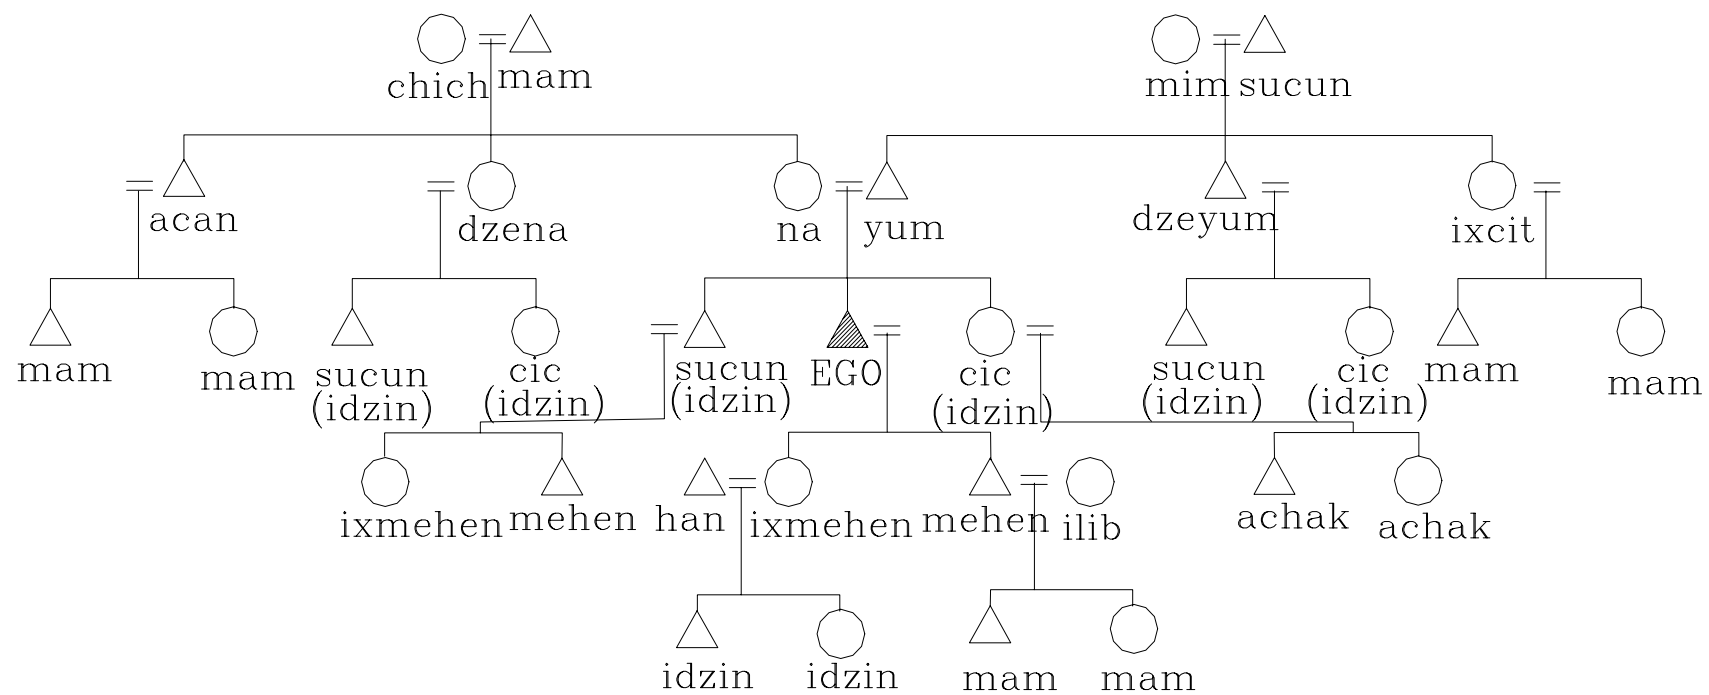 chich mam
mim sucun
acan
dzena
na
yum
dzeyum
ixcit
mam
mam
sucun
(idzin)
cic
(idzin)
sucun
(idzin)
EGO
cic
(idzin)
sucun
(idzin)
cic
(idzin)
mam
mam
ixmehen
mehen
han
ixmehen
mehen
ilib
achak
achak
idzin
idzin
mam
mam